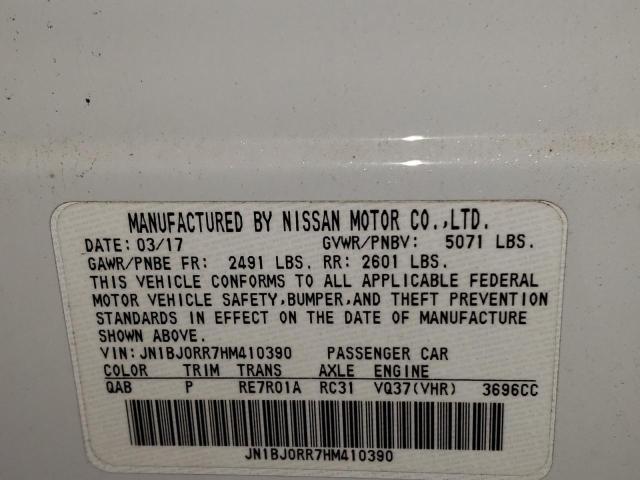 MANUFACTURED BY NISSAN MOTOR CO.,LTD.
DATE: 03/17 GVWR/PNBV: 5071 LBS.
GAWR/PNBE FR: 2491 LBS. RR: 2601 LBS.
THIS VEHICLE CONFORMS TO ALL APPLICABLE FEDERAL
MOTOR VEHICLE SAFETY,BUMPER,AND THEFT PREVENTION
STANDARDS IN EFFECT ON THE DATE OF MANUFACTURE
SHOWN ABOVE.
VIN: JN1BJ0RR7HM410390 PASSENGER CAR
COLOR TRIM TRANS AXLE ENGINE
QAB P RE7R01A RC31 VQ37(VHR) 3696CC
JN1BJ0RR7HM410390